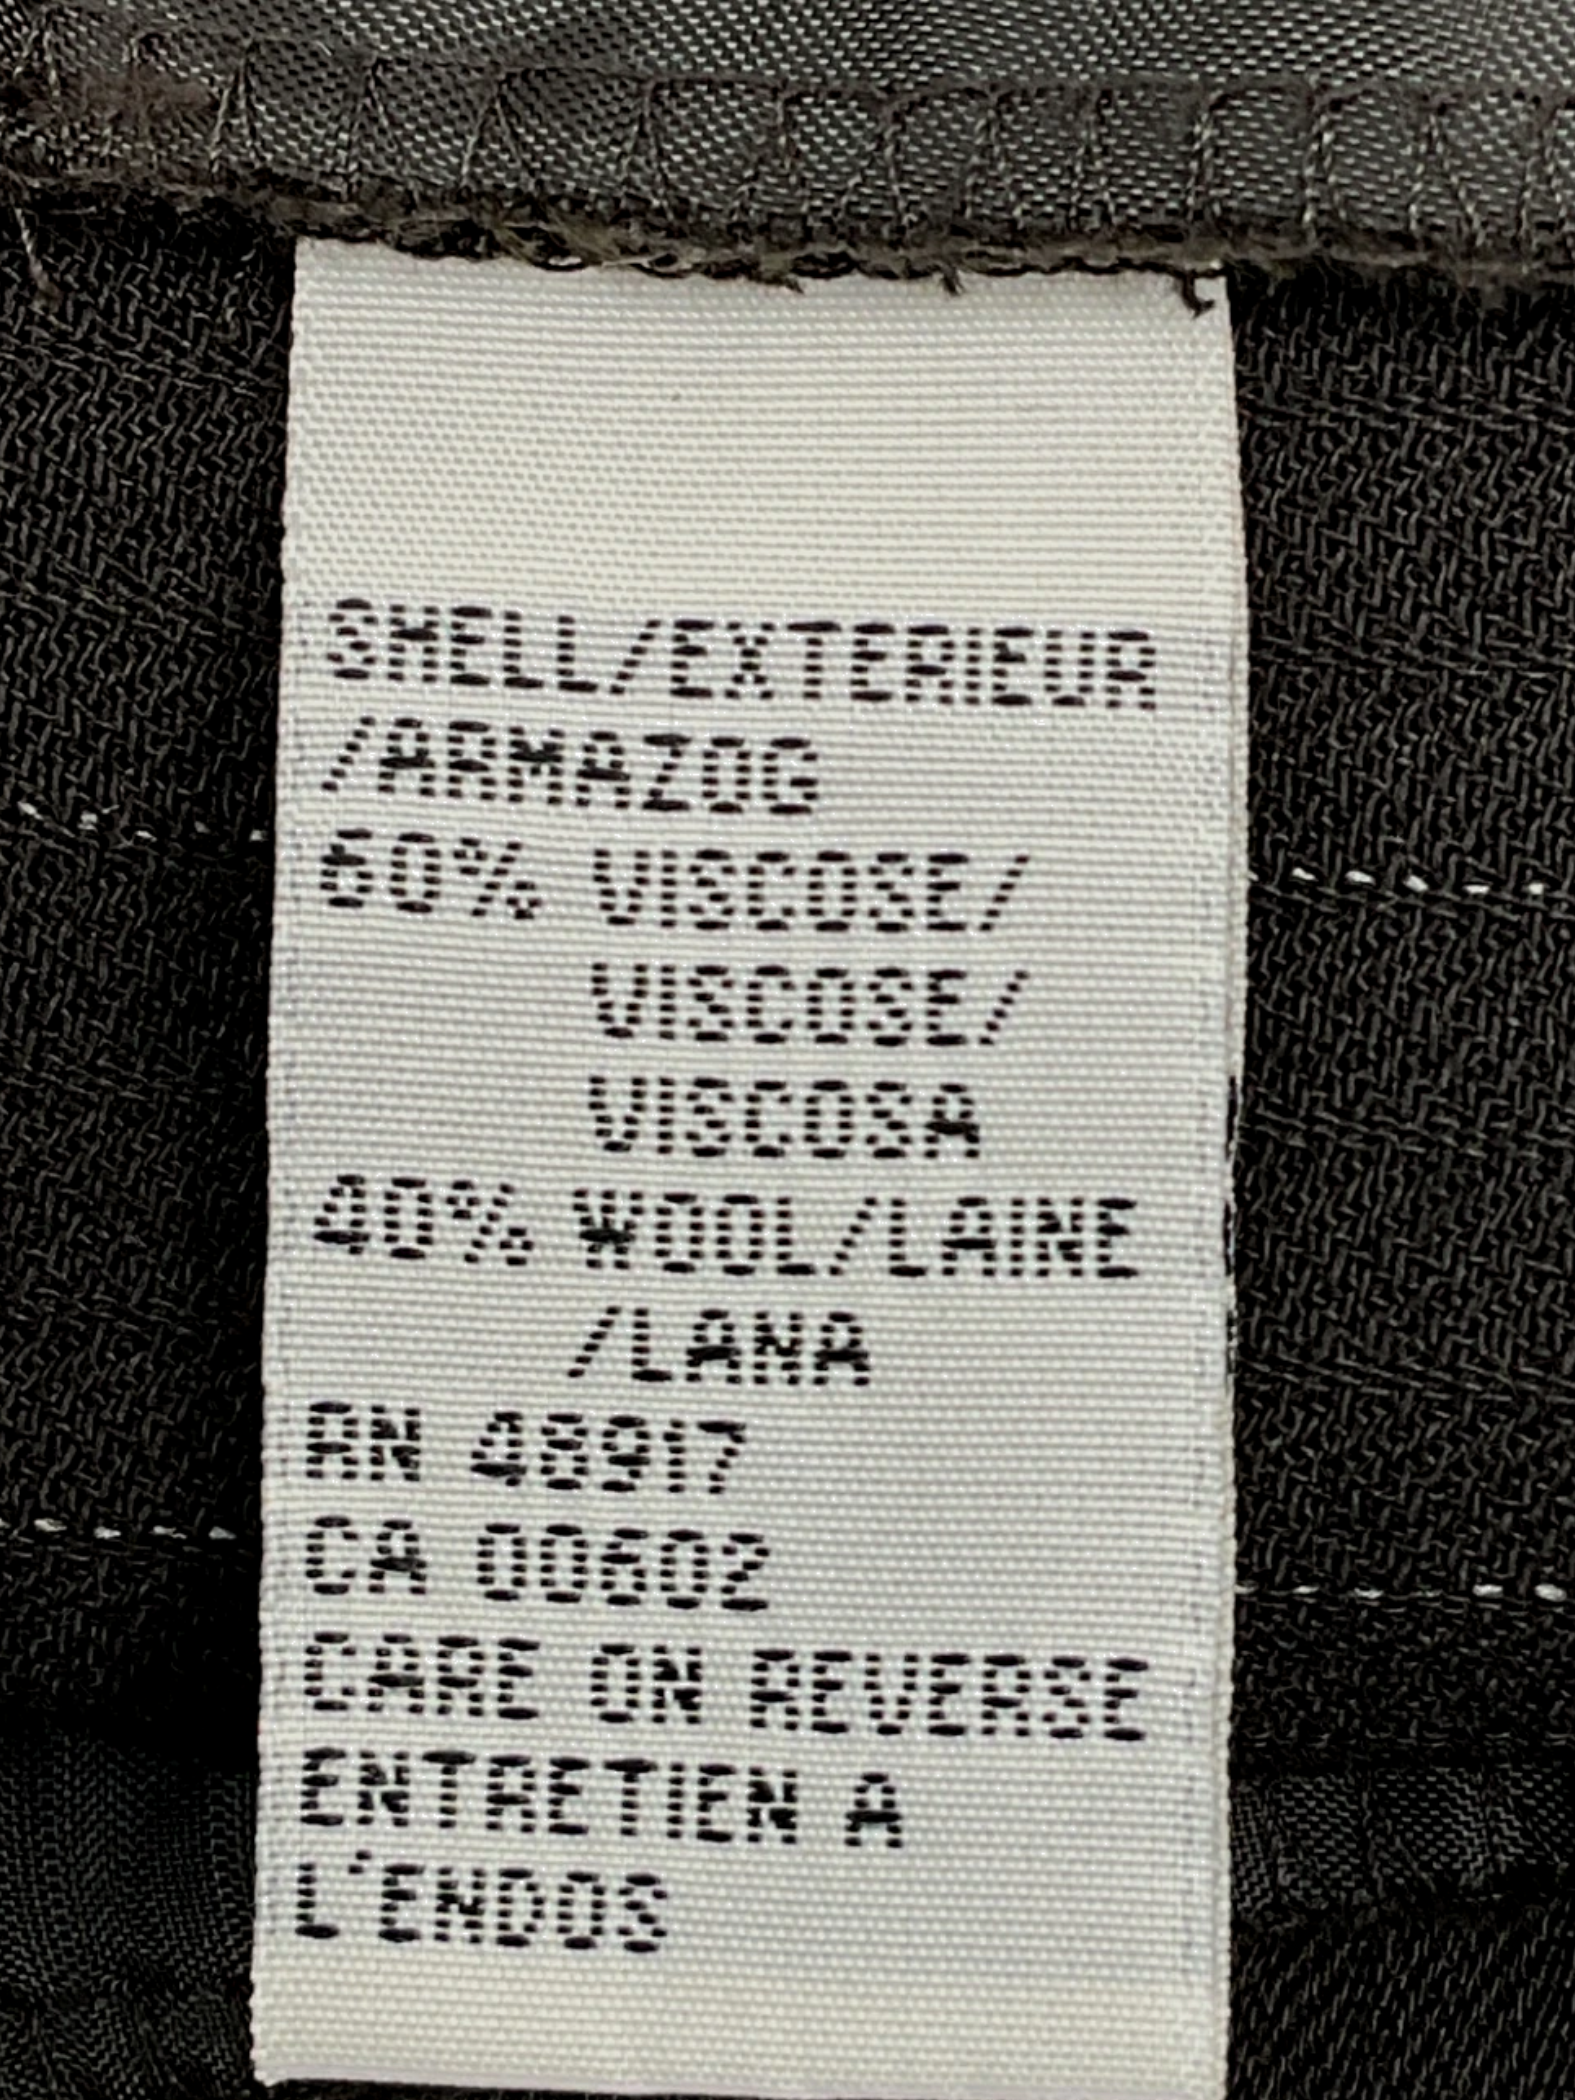 SHELL/EXTERIEUR
/ARMAZOG
60% VISCOSE/
VISCOSE/
VISCOSA
40% WOOL/LAINE
/LANA
RN 48917
CA 00602
CARE ON REVERSE
ENTRETIEN A
L'ENDOS